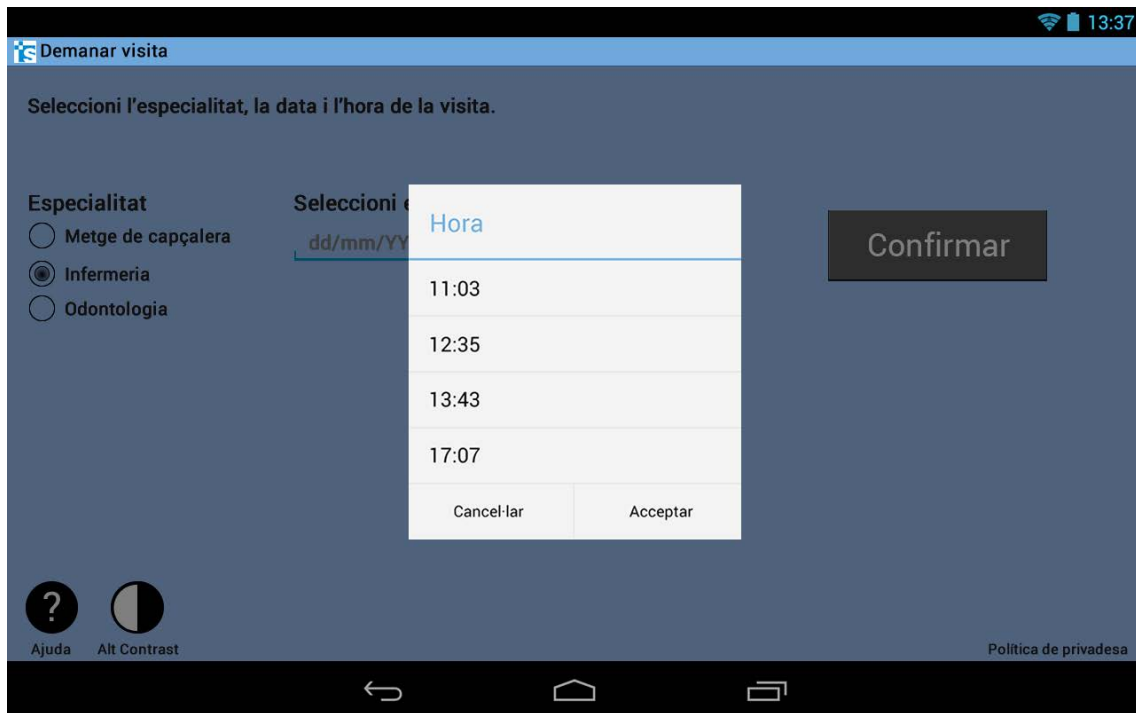 13:37
Demanar visita
Seleccioni l'especialitat, la data i l'hora de la visita.
Especialitat
Metge de capçalera
Infermeria
Odontologia
Seleccioni
dd/mm/YY
Hora
11:03
12:35
13:43
17:07
Cancel·lar
Acceptar
Confirmar
?
Ajuda
Alt Contrast
Política de privadesa